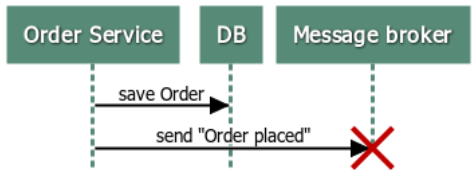 Order Service
DB
Message broker
save Order
send "Order placed"